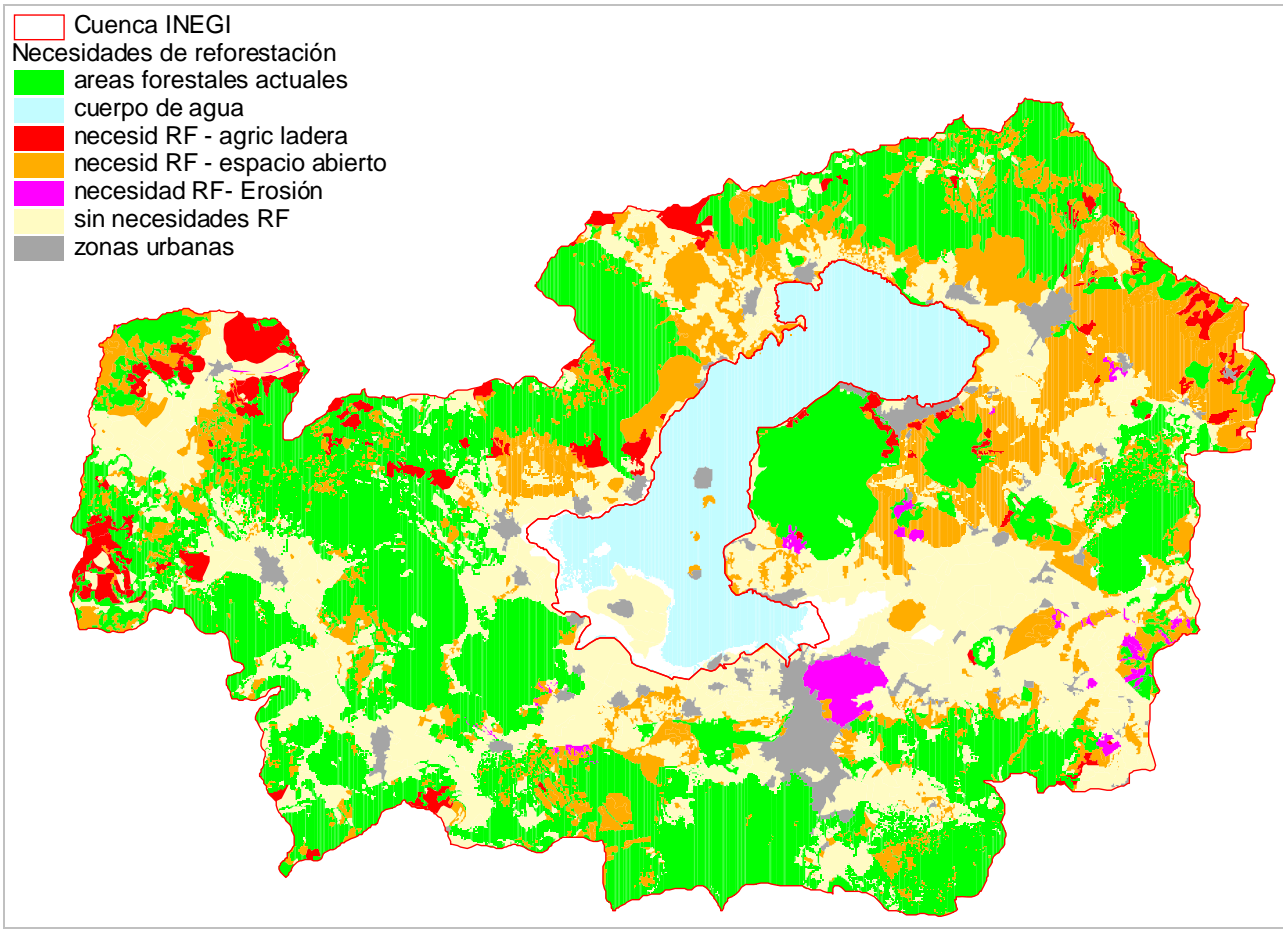 Cuenca INEGI
Necesidades de reforestación
areas forestales actuales
cuerpo de agua
necesid RF - agric ladera
necesid RF - espacio abierto
necesidad RF- Erosión
sin necesidades RF
zonas urbanas